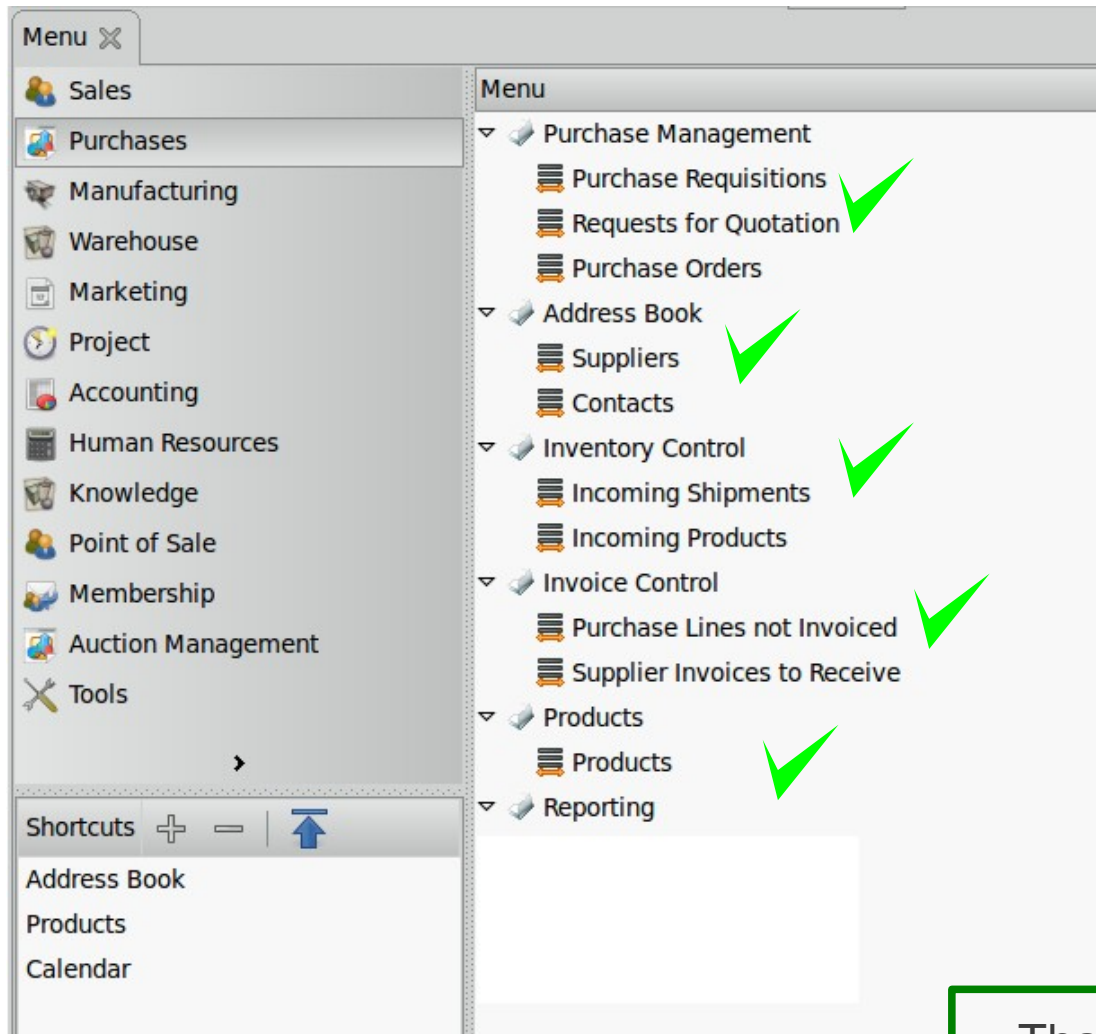 Menu
Sales
Purchases
Manufacturing
Warehouse
Marketing
Project
Accounting
Human Resources
Knowledge
Point of Sale
Membership
Auction Management
Tools
Shortcuts
Address Book
Products
Calendar
Menu
Purchase Management
Purchase Requisitions
Requests for Quotation
Purchase Orders
Address Book
Suppliers
Contacts
Inventory Control
Incoming Shipments
Incoming Products
Invoice Control
Purchase Lines not Invoiced
Supplier Invoices to Receive
Products
Products
Reporting